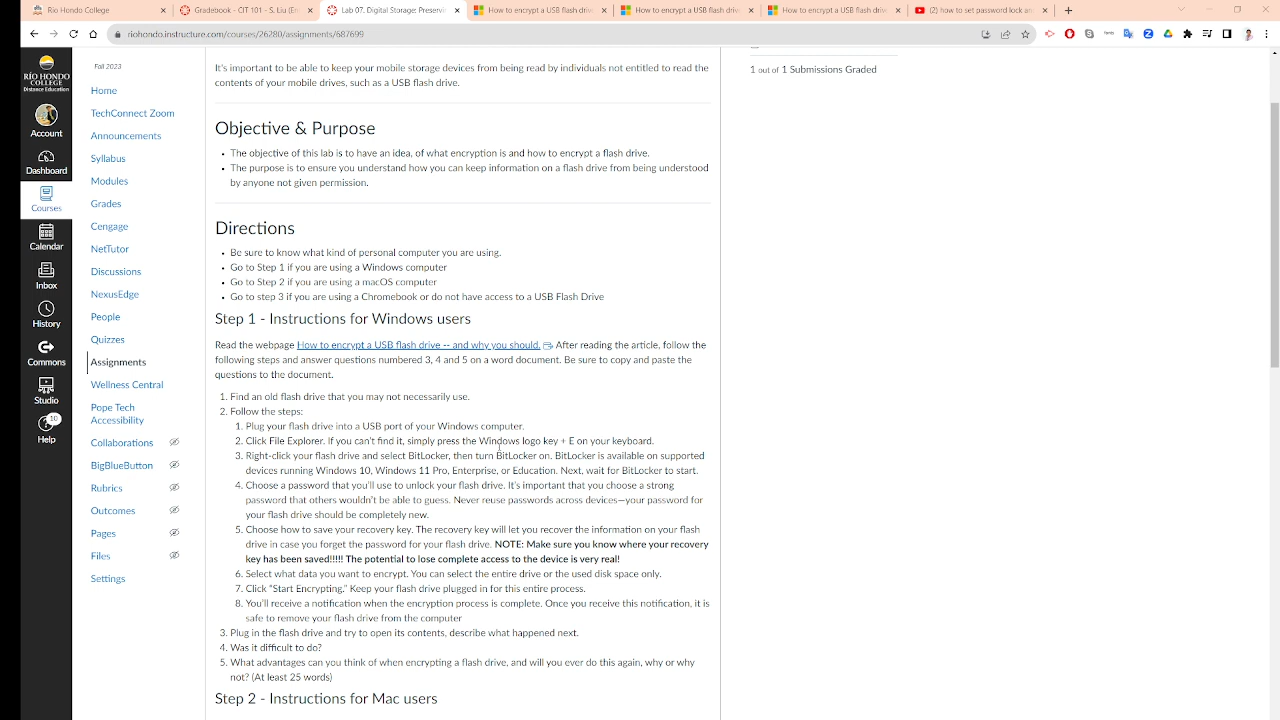 Río Hondo College
Gradebook - CIT 101 - S. Liu (Em
Lab 07. Digital Storage: Preservin
How to encrypt a USB flash drive
How to encrypt a USB flash drive
How to encrypt a USB flash drive
(2) how to set password lock an
riohondo.instructure.com/courses/26280/assignments/687699
RÍO HONDO
COLLEGE
Distance Education
Account
Dashboard
Courses
Calendar
Inbox
History
Commons
Studio
10
Help
Fall 2023
Home
TechConnect Zoom
Announcements
Syllabus
Modules
Grades
Cengage
NetTutor
Discussions
NexusEdge
People
Quizzes
Assignments
Wellness Central
Pope Tech
Accessibility
Collaborations
BigBlueButton
Rubrics
Outcomes
Pages
Files
Settings
It's important to be able to keep your mobile storage devices from being read by individuals not entitled to read the
contents of your mobile drives, such as a USB flash drive.
Objective & Purpose
• The objective of this lab is to have an idea, of what encryption is and how to encrypt a flash drive.
• The purpose is to ensure you understand how you can keep information on a flash drive from being understood
by anyone not given permission.
Directions
• Be sure to know what kind of personal computer you are using.
• Go to Step 1 if you are using a Windows computer
• Go to Step 2 if you are using a macOS computer
• Go to step 3 if you are using a Chromebook or do not have access to a USB Flash Drive
Step 1 - Instructions for Windows users
Read the webpage How to encrypt a USB flash drive -- and why you should. After reading the article, follow the
following steps and answer questions numbered 3, 4 and 5 on a word document. Be sure to copy and paste the
questions to the document.
1. Find an old flash drive that you may not necessarily use.
2. Follow the steps:
1. Plug your flash drive into a USB port of your Windows computer.
2. Click File Explorer. If you can't find it, simply press the Windows logo key + E on your keyboard.
3. Right-click your flash drive and select BitLocker, then turn BitLocker on. BitLocker is available on supported
devices running Windows 10, Windows 11 Pro, Enterprise, or Education. Next, wait for BitLocker to start.
4. Choose a password that you'll use to unlock your flash drive. It's important that you choose a strong
password that others wouldn't be able to guess. Never reuse passwords across devices—your password for
your flash drive should be completely new.
5. Choose how to save your recovery key. The recovery key will let you recover the information on your flash
drive in case you forget the password for your flash drive. NOTE: Make sure you know where your recovery
key has been saved!!!!! The potential to lose complete access to the device is very real!
6. Select what data you want to encrypt. You can select the entire drive or the used disk space only.
7. Click "Start Encrypting." Keep your flash drive plugged in for this entire process.
8. You'll receive a notification when the encryption process is complete. Once you receive this notification, it is
safe to remove your flash drive from the computer
3. Plug in the flash drive and try to open its contents, describe what happened next.
4. Was it difficult to do?
5. What advantages can you think of when encrypting a flash drive, and will you ever do this again, why or why
not? (At least 25 words)
Step 2 - Instructions for Mac users
1 out of 1 Submissions Graded